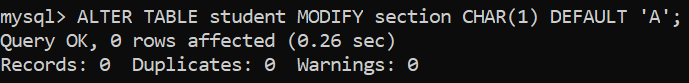 mysql> ALTER TABLE student MODIFY section CHAR(1) DEFAULT 'A';
Query OK, 0 rows affected (0.26 sec)
Records: 0  Duplicates: 0  Warnings: 0